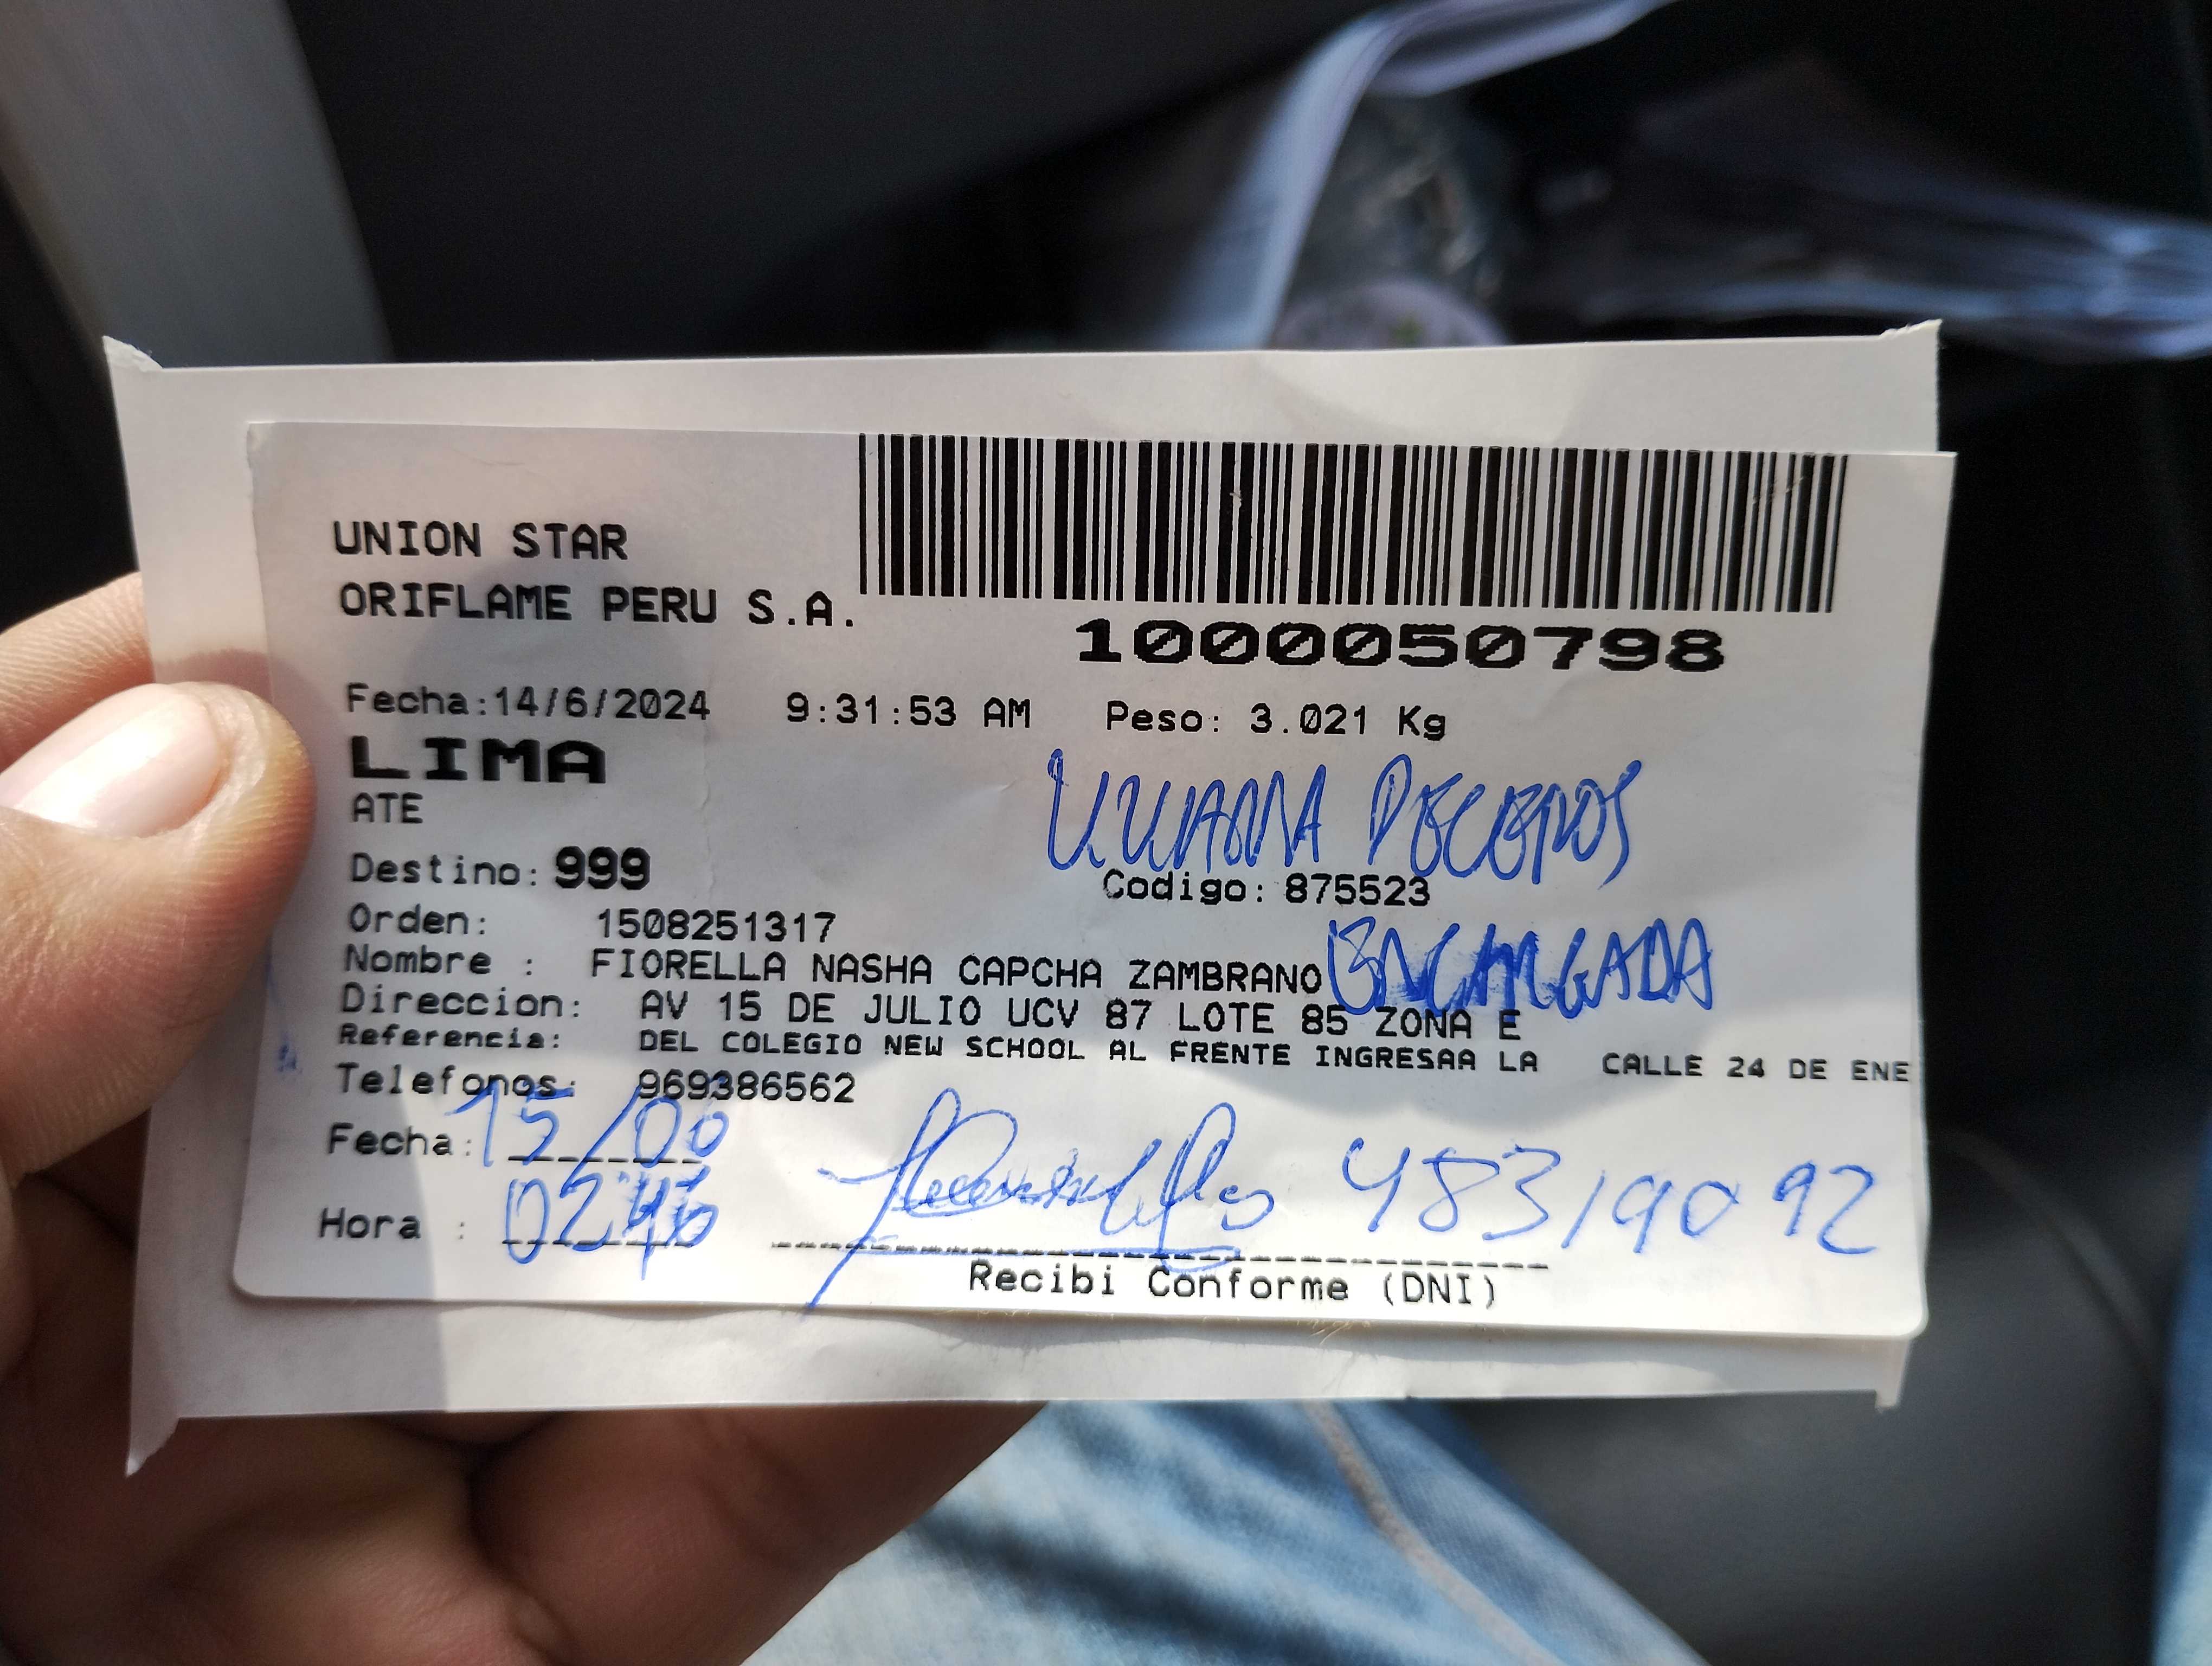 UNION STAR
ORIFLAME PERU S.A.
1000050798
Fecha:14/6/2024 9:31:53 AM Peso: 3.021 Kg
LIMA
ATE
Destino: 999
Codigo: 875523
Orden: 1508251317
ENCARGADA
Nombre : FIORELLA NASHA CAPCHA ZAMBRANO
Direccion: AV 15 DE JULIO UCV 87 LOTE 85 ZONA E
Referencia: DEL COLEGIO NEW SCHOOL AL FRENTE INGRESAA LA CALLE 24 DE ENE
Telefonos: 969386562
Fecha: 15/06
Hora :
48319092
Recibi Conforme (DNI)